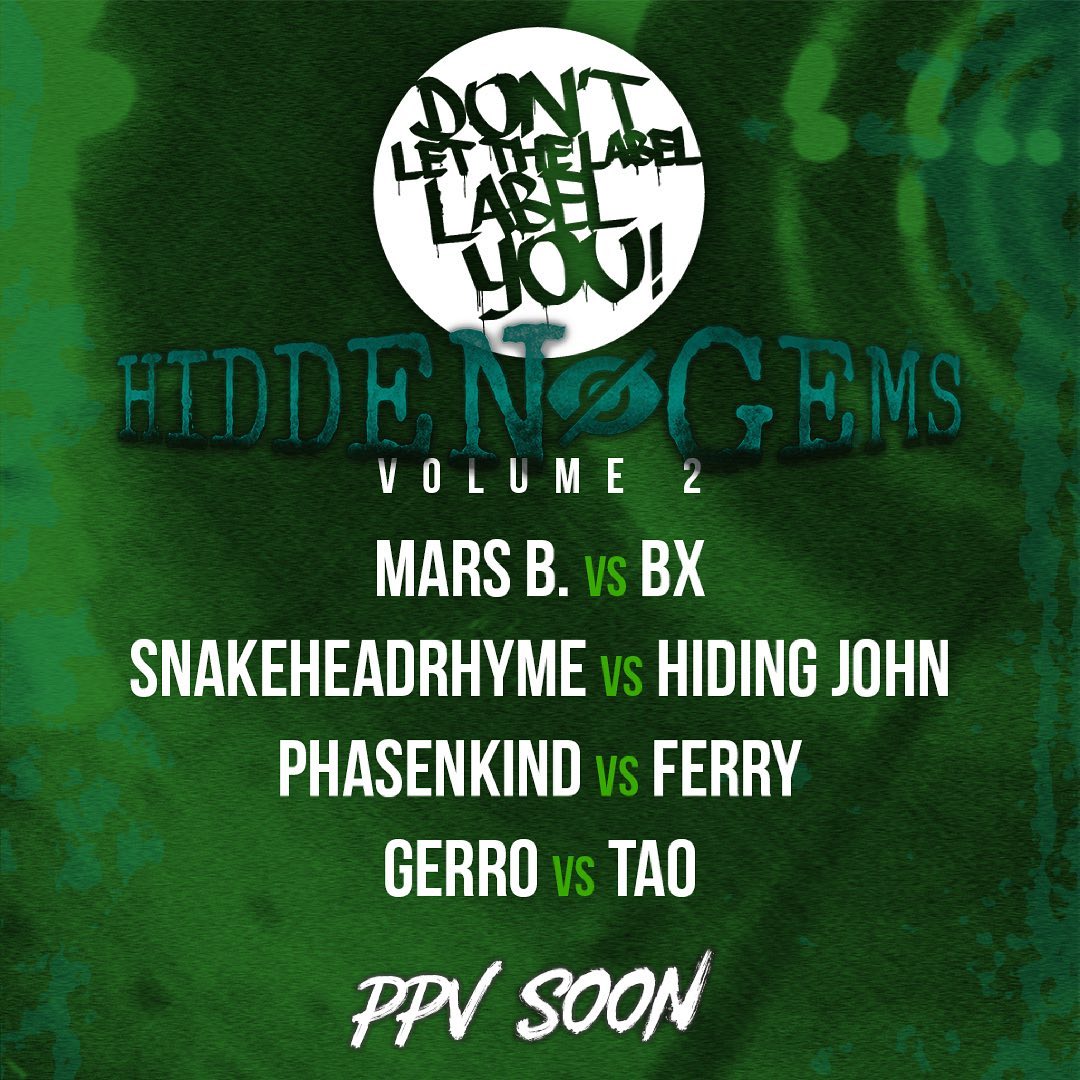 DON'T
LET THE LABEL
LABEL
YOU!
HIDDEN GEMS
VOLUME 2
MARS B. VS BX
SNAKEHEADRHYME VS HIDING JOHN
PHASENKIND VS FERRY
GERRO VS TAO
PPV SOON